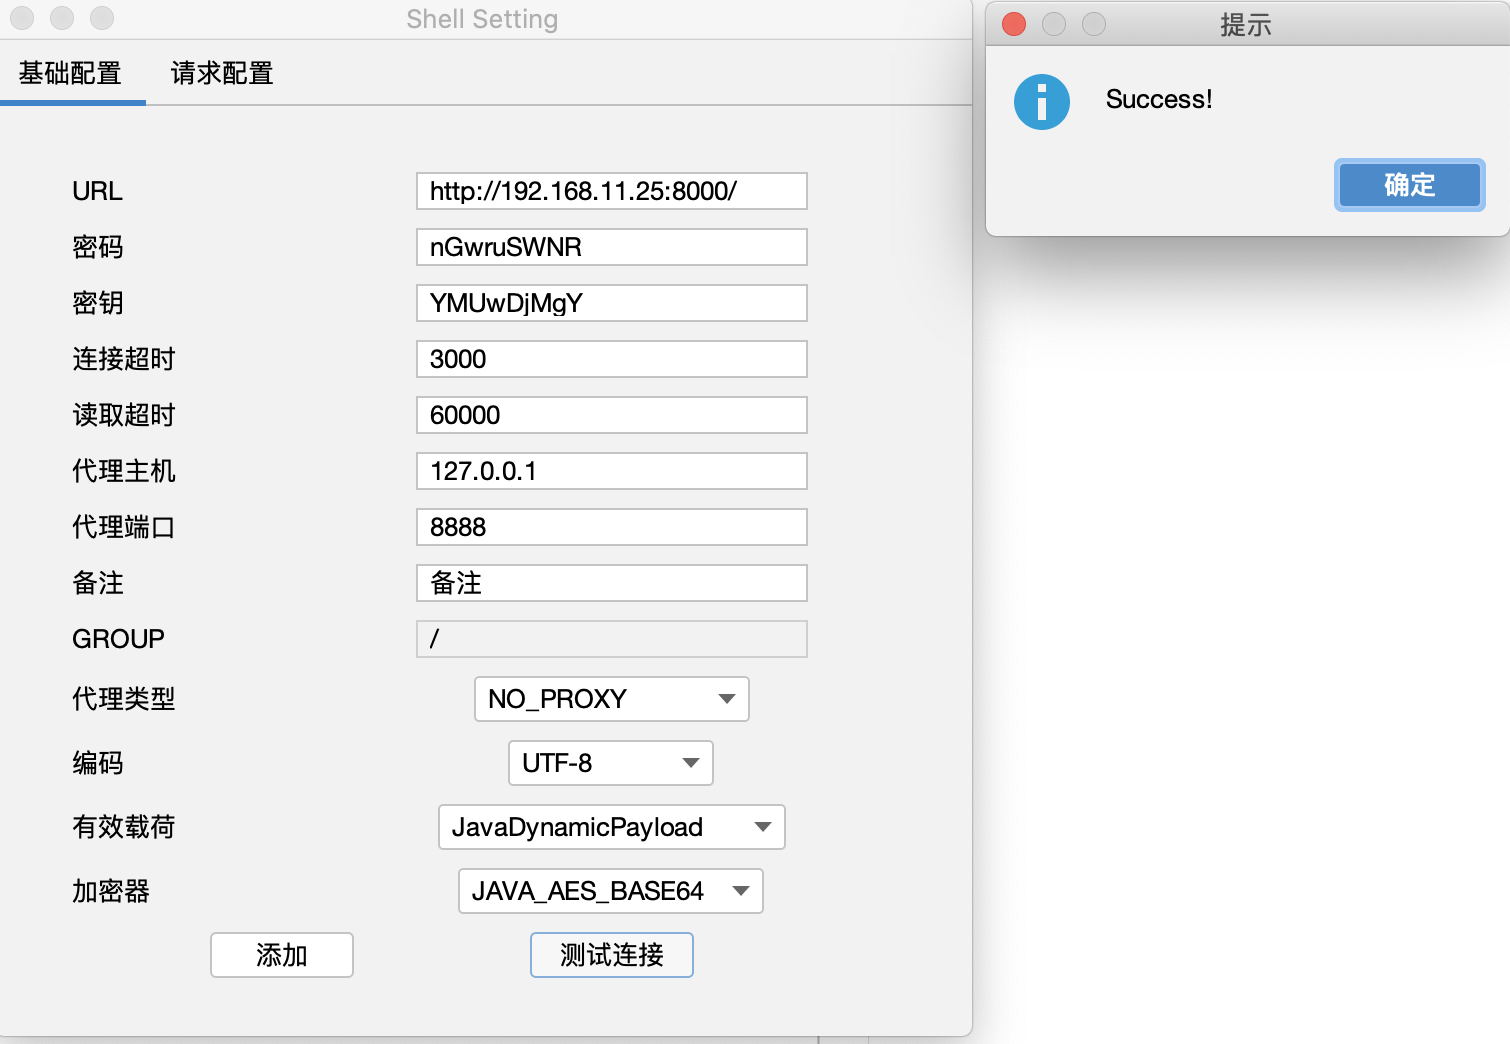 Shell Setting
基础配置 请求配置
URL http://192.168.11.25:8000/
密码 nGwruSWNR
密钥 YMUwDjMgY
连接超时 3000
读取超时 60000
代理主机 127.0.0.1
代理端口 8888
备注 备注
GROUP /
代理类型 NO_PROXY
编码 UTF-8
有效载荷 JavaDynamicPayload
加密器 JAVA_AES_BASE64
添加 测试连接
提示
Success!
确定